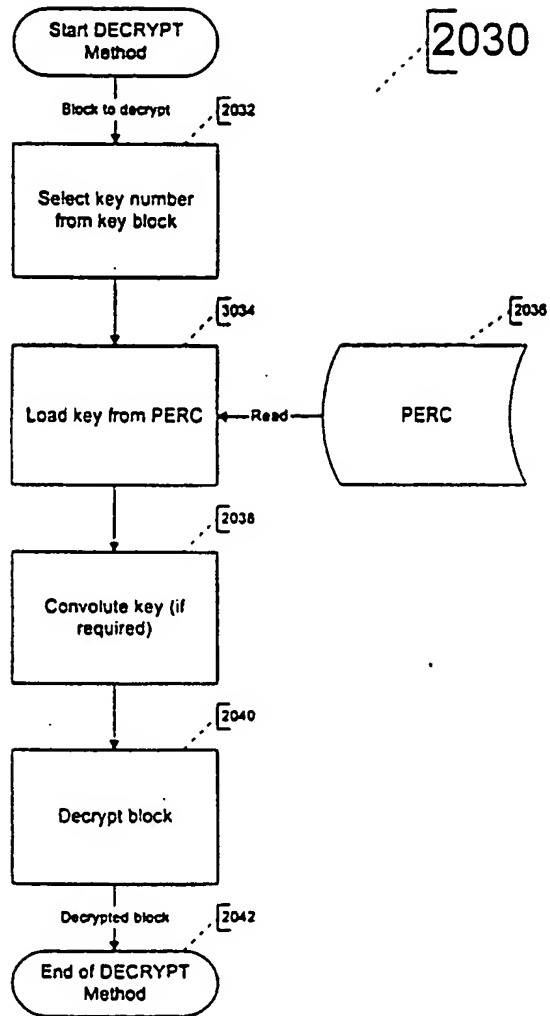 Start DECRYPT
Method
2030
Block to decrypt
2032
Select key number
from key block
3034
2036
Load key from PERC
Read
PERC
2038
Convolute key (if
required)
2040
Decrypt block
Decrypted block
2042
End of DECRYPT
Method